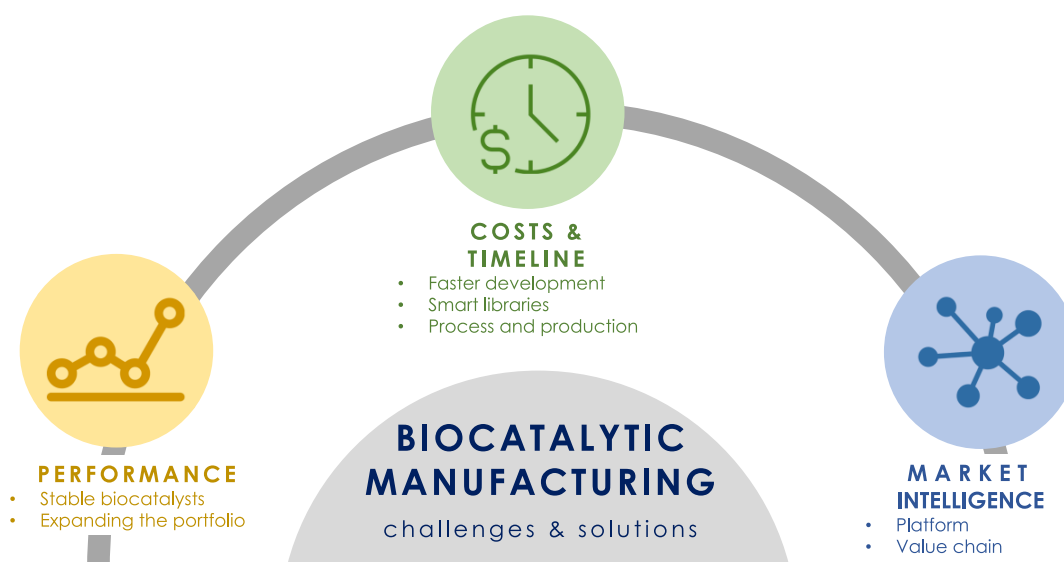 $
COSTS &
TIMELINE
• Faster development
• Smart libraries
• Process and production
PERFORMANCE
• Stable biocatalysts
• Expanding the portfolio
BIOCATALYTIC
MANUFACTURING
challenges & solutions
MARKET
INTELLIGENCE
• Platform
• Value chain